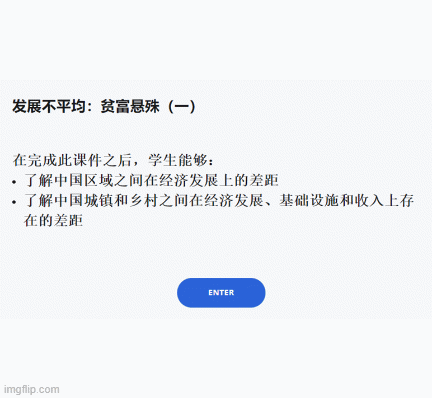 发展不平均：贫富悬殊（一）
在完成此课件之后，学生能够：
• 了解中国区域之间在经济发展上的差距
• 了解中国城镇和乡村之间在经济发展、基础设施和收入上存
在的差距
ENTER
imgflip.com